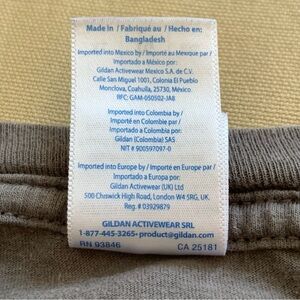 Made in / Fabriqué au / Hecho en:
Bangladesh
Imported into Mexico by / Importé au Mexique par /
Importado a México por:
Gildan Activewear Mexico S.A. de C.V.
Calle San Miguel 1001, Colonia El Pueblo
Monclova, Coahuila, 25730, México
RFC: GAM-050502-JA8
Imported into Colombia by /
Importé en Colombie par /
Importado a Colombia por:
Gildan (Colombia) SAS
NIT # 900597097-0
Imported into Europe by / Importé en Europe par /
Importado a Europa por:
Gildan Activewear (UK) Ltd
500 Chiswick High Road, London W4 5RG, UK.
Reg. #03929879
GILDAN ACTIVEWEAR SRL
1-877-445-3265•product@gildan.com
RN 93846 CA 25181